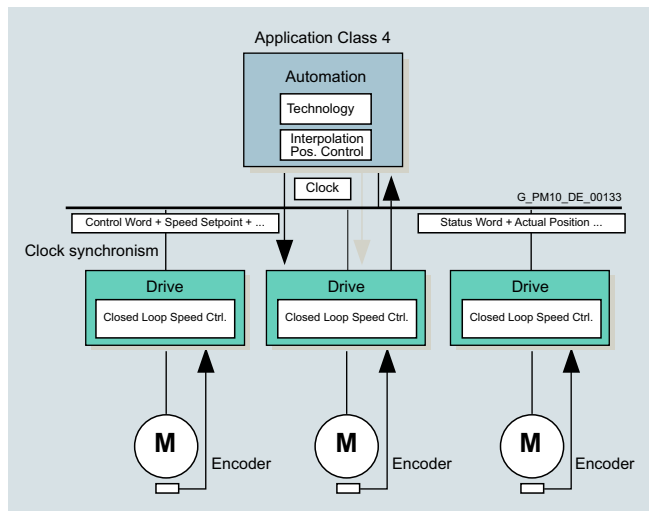 Application Class 4
Automation
Technology
Interpolation
Pos. Control
Clock
G_PM10_DE_00133
Control Word + Speed Setpoint + ...
Status Word + Actual Position ...
Clock synchronism
Drive
Drive
Drive
Closed Loop Speed Ctrl.
Closed Loop Speed Ctrl.
Closed Loop Speed Ctrl.
M
M
M
Encoder
Encoder
Encoder